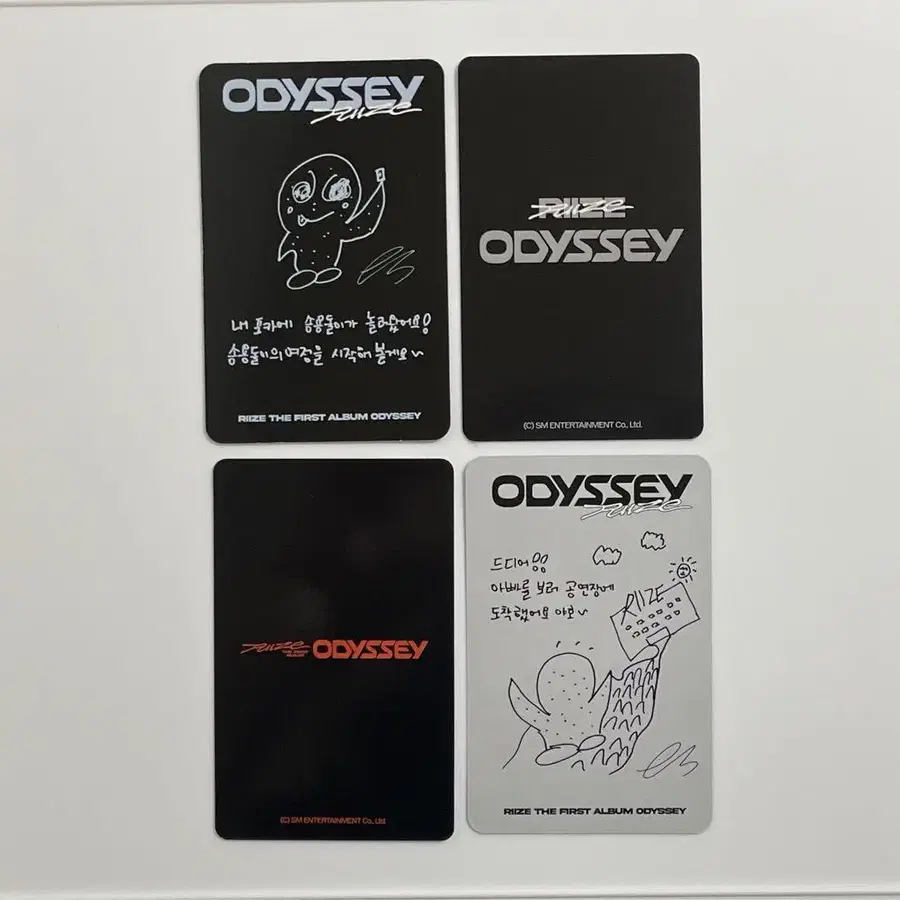 ODYSSEY
RIIZE
내 포카에 송용돌이가 놀러왔어요!
송용돌이의 여정을 시작해 볼게요~
RIIZE THE FIRST ALBUM ODYSSEY
RIIZE
ODYSSEY
(C) SM ENTERTAINMENT Co., Ltd.
RIIZE THE FIRST ALBUM ODYSSEY
(C) SM ENTERTAINMENT Co., Ltd.
ODYSSEY
RIIZE
드디어!!
아빠를 보러 공연장에
도착했어요 야호~
RIIZE
RIIZE THE FIRST ALBUM ODYSSEY